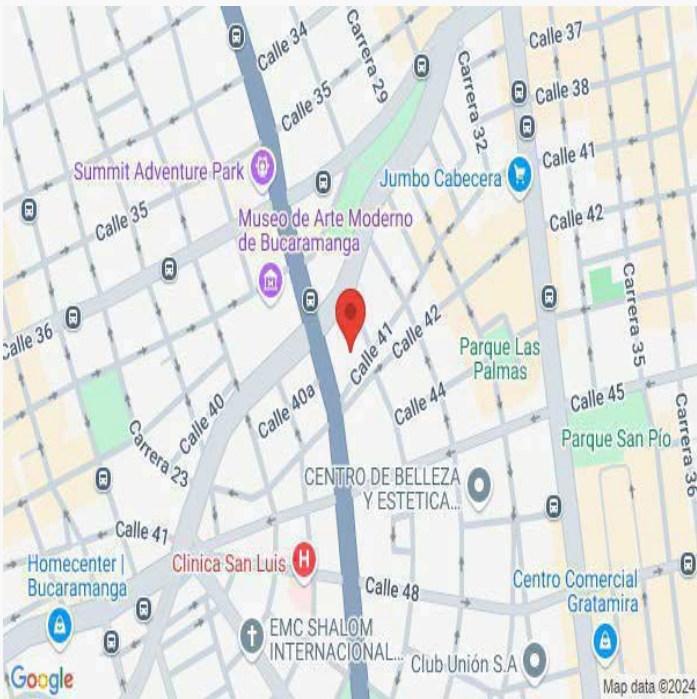 Calle 34
Carrera 29
Calle 37
Calle 35
Carrera 32
Calle 38
Summit Adventure Park
Jumbo Cabecera
Calle 41
Calle 35
Museo de Arte Moderno
de Bucaramanga
Calle 42
Calle 36
Carrera 35
Calle 41
Calle 42
Parque Las
Palmas
Calle 40
Calle 40a
Calle 44
Calle 45
Carrera 23
Parque San Pío
Carrera 36
CENTRO DE BELLEZA
Y ESTETICA...
Calle 41
Homecenter |
Bucaramanga
Clinica San Luis
H
Calle 48
Centro Comercial
Gratamira
EMC SHALOM
INTERNACIONAL...
Club Unión S.A
Google
Map data ©2024